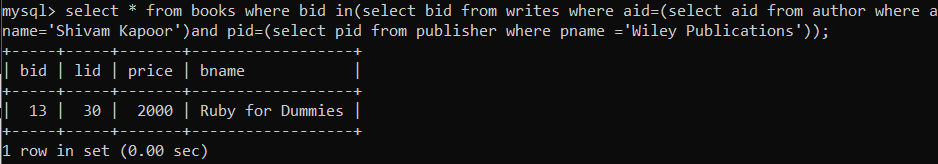 mysql> select * from books where bid in(select bid from writes where aid=(select aid from author where a
name='Shivam Kapoor')and pid=(select pid from publisher where pname ='Wiley Publications'));
+-----+-----+-------+------------------+
| bid | lid | price | bname            |
+-----+-----+-------+------------------+
|  13 |  30 |  2000 | Ruby for Dummies |
+-----+-----+-------+------------------+
1 row in set (0.00 sec)